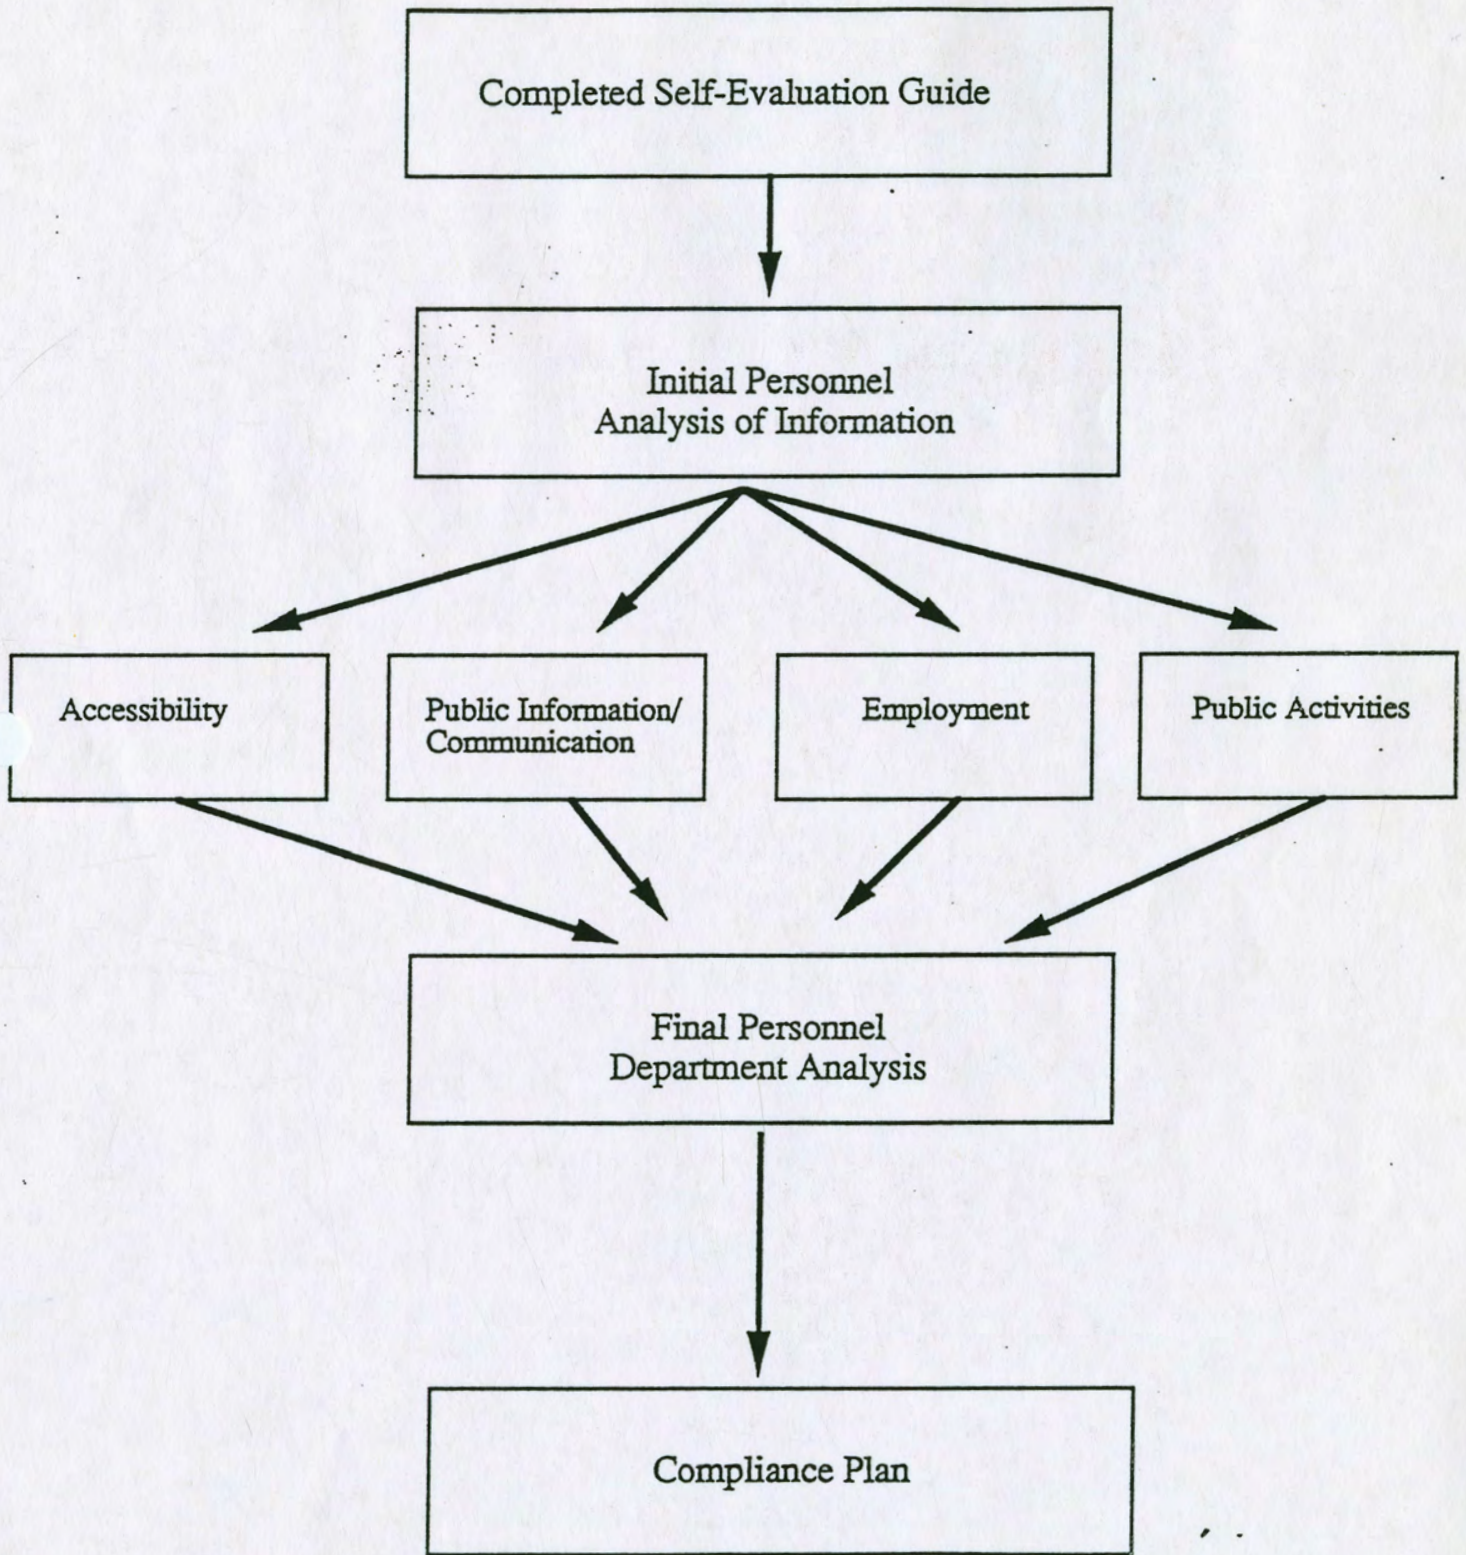 Completed Self-Evaluation Guide
Initial Personnel
Analysis of Information
Accessibility
Public Information/
Communication
Employment
Public Activities
Final Personnel
Department Analysis
Compliance Plan